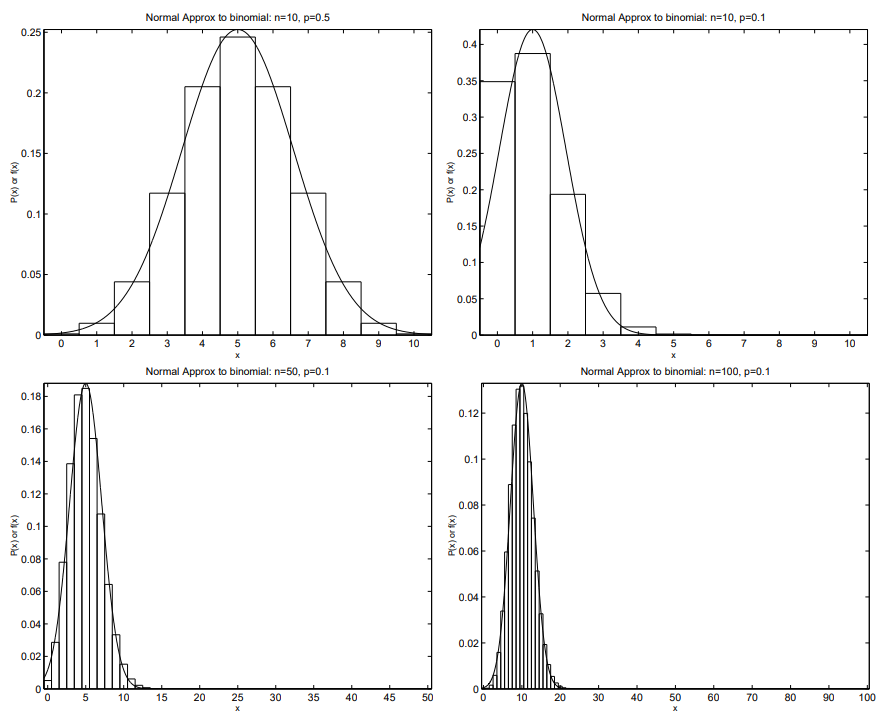 Normal Approx to binomial: n=10, p=0.5
0.25
0.2
0.15
0.1
0.05
0
P(x) or f(x)
0 1 2 3 4 5 6 7 8 9 10
x
Normal Approx to binomial: n=10, p=0.1
0.4
0.35
0.3
0.25
0.2
0.15
0.1
0.05
0
P(x) or f(x)
0 1 2 3 4 5 6 7 8 9 10
x
Normal Approx to binomial: n=50, p=0.1
0.18
0.16
0.14
0.12
0.1
0.08
0.06
0.04
0.02
0
P(x) or f(x)
0 5 10 15 20 25 30 35 40 45 50
x
Normal Approx to binomial: n=100, p=0.1
0.12
0.1
0.08
0.06
0.04
0.02
0
P(x) or f(x)
0 10 20 30 40 50 60 70 80 90 100
x